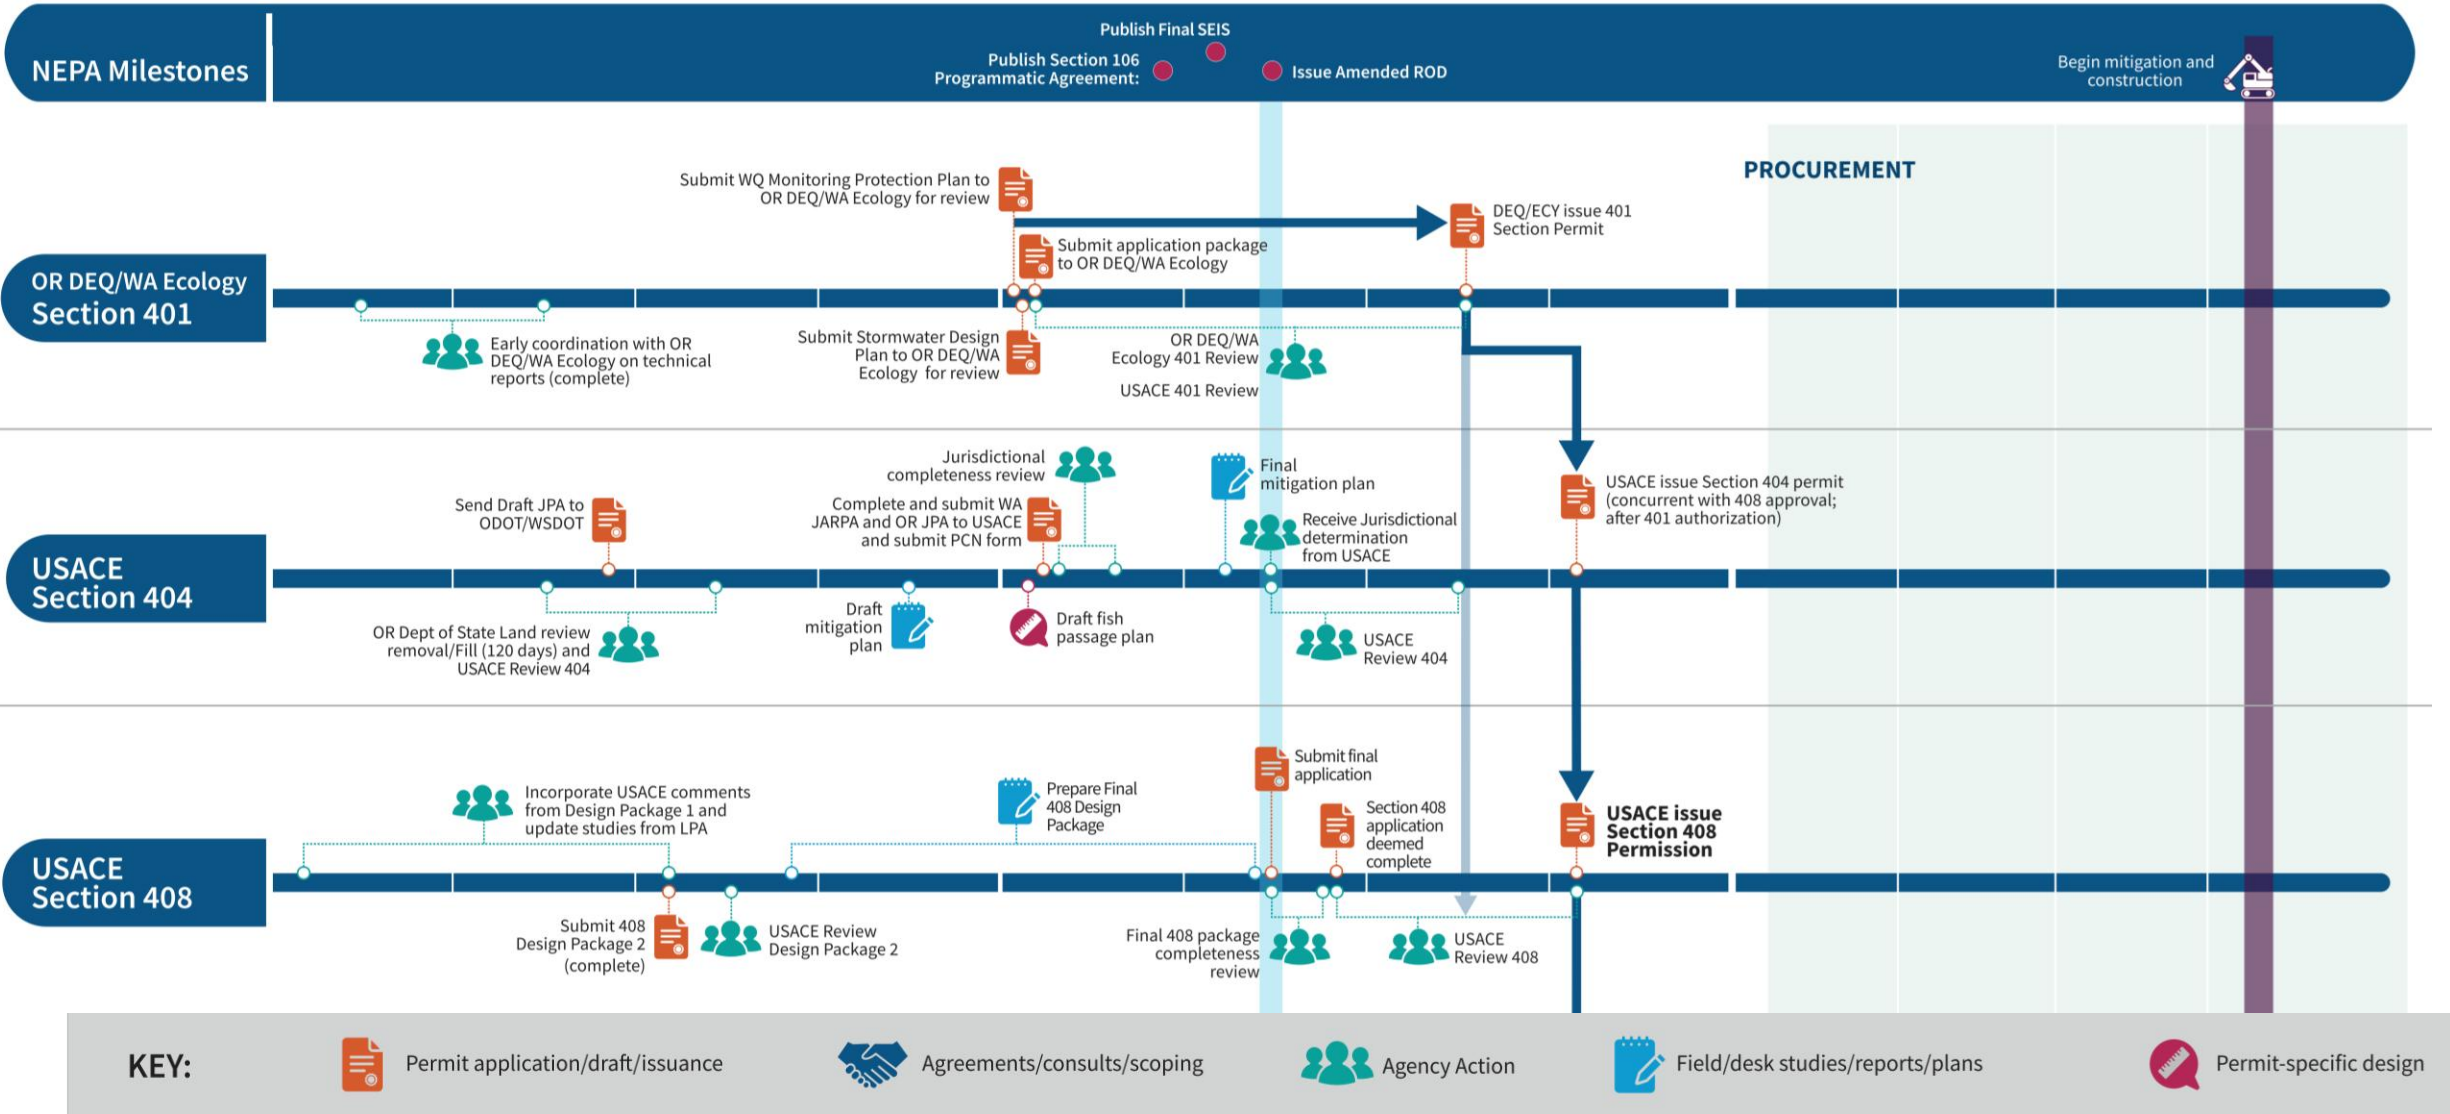 NEPA Milestones
Publish Final SEIS
Publish Section 106
Programmatic Agreement:
Issue Amended ROD
Begin mitigation and
construction
PROCUREMENT
OR DEQ/WA Ecology
Section 401
Submit WQ Monitoring Protection Plan to
OR DEQ/WA Ecology for review
Submit application package
to OR DEQ/WA Ecology
DEQ/ECY issue 401
Section Permit
Early coordination with OR
DEQ/WA Ecology on technical
reports (complete)
Submit Stormwater Design
Plan to OR DEQ/WA
Ecology for review
OR DEQ/WA
Ecology 401 Review
USACE 401 Review
USACE
Section 404
Send Draft JPA to
ODOT/WSDOT
Jurisdictional
completeness review
Complete and submit WA
JARPA and OR JPA to USACE
and submit PCN form
Final
mitigation plan
Receive Jurisdictional
determination
from USACE
USACE issue Section 404 permit
(concurrent with 408 approval;
after 401 authorization)
OR Dept of State Land review
removal/Fill (120 days) and
USACE Review 404
Draft
mitigation
plan
Draft fish
passage plan
USACE
Review 404
USACE
Section 408
Incorporate USACE comments
from Design Package 1 and
update studies from LPA
Prepare Final
408 Design
Package
Submit final
application
Section 408
application
deemed
complete
USACE issue
Section 408
Permission
Submit 408
Design Package 2
(complete)
USACE Review
Design Package 2
Final 408 package
completeness
review
USACE
Review 408
KEY:
Permit application/draft/issuance
Agreements/consults/scoping
Agency Action
Field/desk studies/reports/plans
Permit-specific design